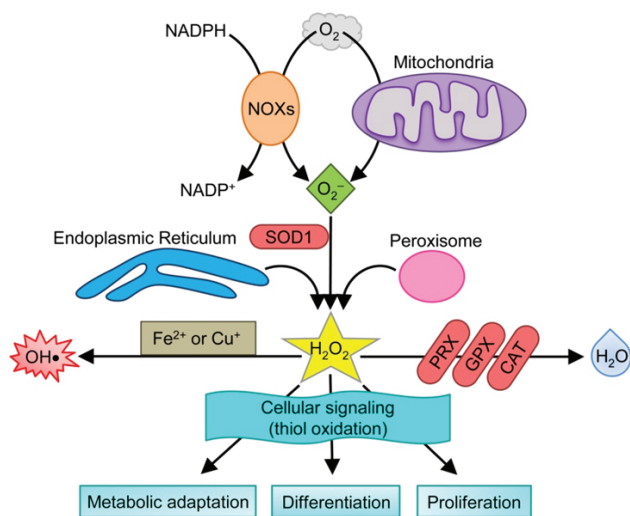 NADPH
O₂
Mitochondria
NOXs
NADP⁺
O₂⁻
SOD1
Endoplasmic Reticulum
Peroxisome
OH•
Fe²⁺ or Cu⁺
H₂O₂
PRX
GPX
CAT
H₂O
Cellular signaling
(thiol oxidation)
Metabolic adaptation
Differentiation
Proliferation